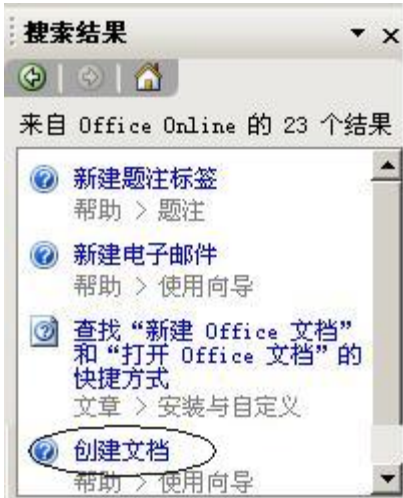 搜索结果
来自 Office Online 的 23 个结果
新建题注标签
帮助 > 题注
新建电子邮件
帮助 > 使用向导
查找“新建 Office 文档”
和“打开 Office 文档”的
快捷方式
文章 > 安装与自定义
创建文档
帮助 > 使用向导